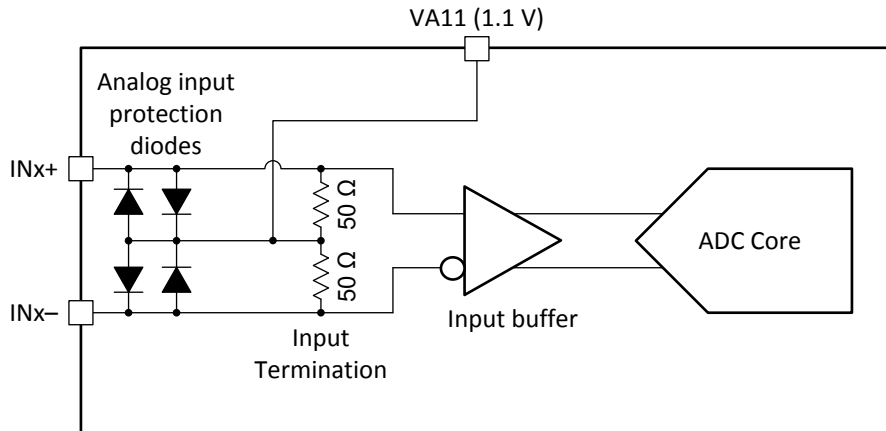 VA11 (1.1 V)
Analog input
protection
diodes
INx+
50 Ω
50 Ω
INx–
ADC Core
Input buffer
Input
Termination